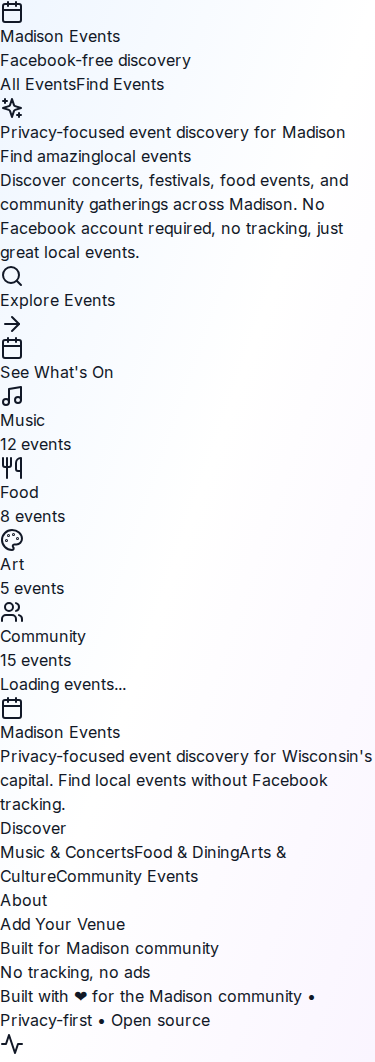 Madison Events
Facebook-free discovery
All EventsFind Events
Privacy-focused event discovery for Madison
Find amazinglocal events
Discover concerts, festivals, food events, and
community gatherings across Madison. No
Facebook account required, no tracking, just
great local events.
Explore Events
See What's On
Music
12 events
Food
8 events
Art
5 events
Community
15 events
Loading events...
Madison Events
Privacy-focused event discovery for Wisconsin's
capital. Find local events without Facebook
tracking.
Discover
Music & ConcertsFood & DiningArts &
CultureCommunity Events
About
Add Your Venue
Built for Madison community
No tracking, no ads
Built with ❤ for the Madison community •
Privacy-first • Open source